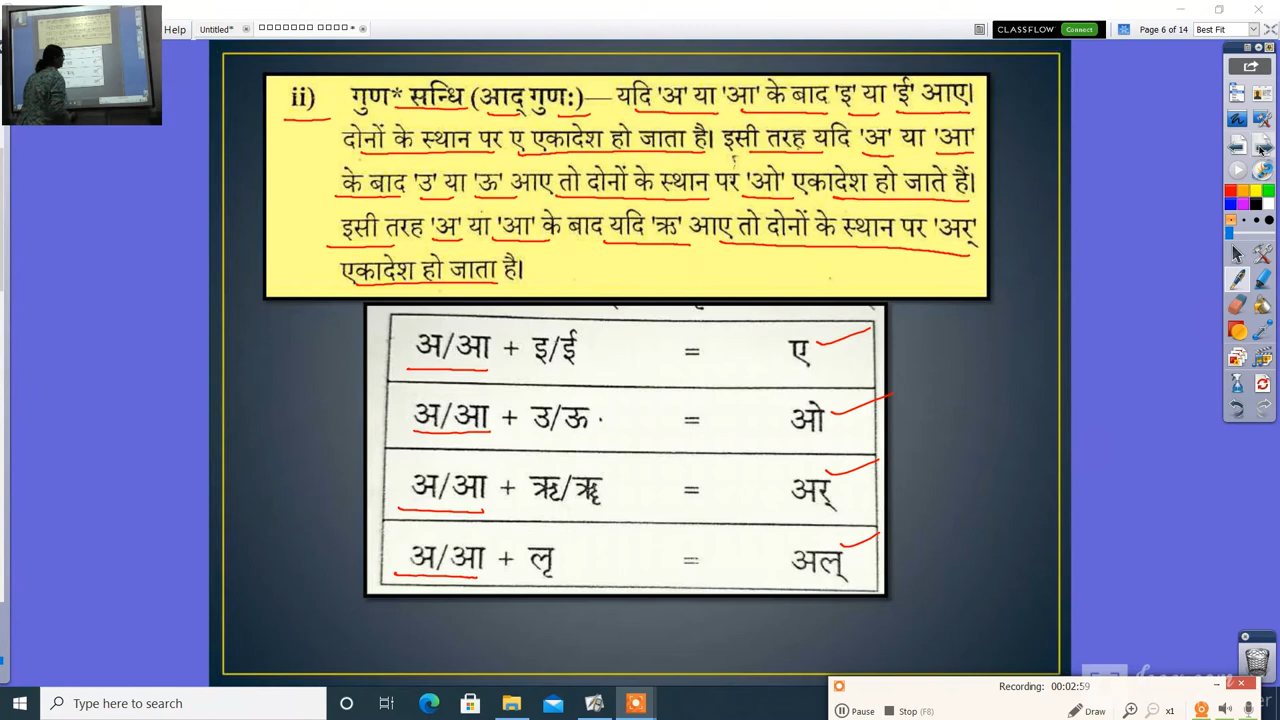 Help
Untitled*
CLASSFLOW Connect
Page 6 of 14
Best Fit
ii) गुण* सन्धि (आद् गुणः)— यदि 'अ' या 'आ' के बाद 'इ' या 'ई' आए।
दोनों के स्थान पर ए एकादेश हो जाता है। इसी तरह यदि 'अ' या 'आ'
के बाद 'उ' या 'ऊ' आए तो दोनों के स्थान पर 'ओ' एकादेश हो जाते हैं।
इसी तरह 'अ' या 'आ' के बाद यदि 'ऋ' आए तो दोनों के स्थान पर 'अर्'
एकादेश हो जाता है।
अ/आ + इ/ई = ए
अ/आ + उ/ऊ = ओ
अ/आ + ऋ/ॠ = अर्
अ/आ + लृ = अल्
Recording: 00:02:59
Pause Stop (F8) Draw x1
Type here to search